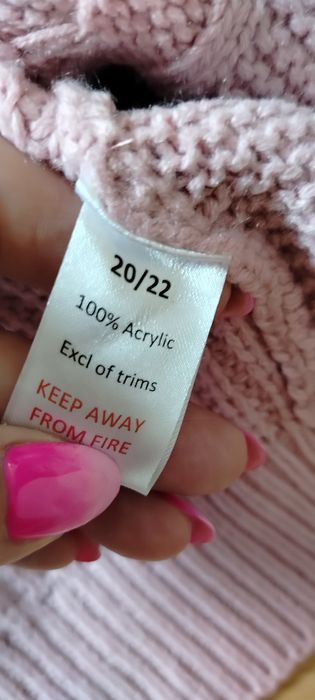 20/22
100% Acrylic
Excl of trims
KEEP AWAY
FROM FIRE